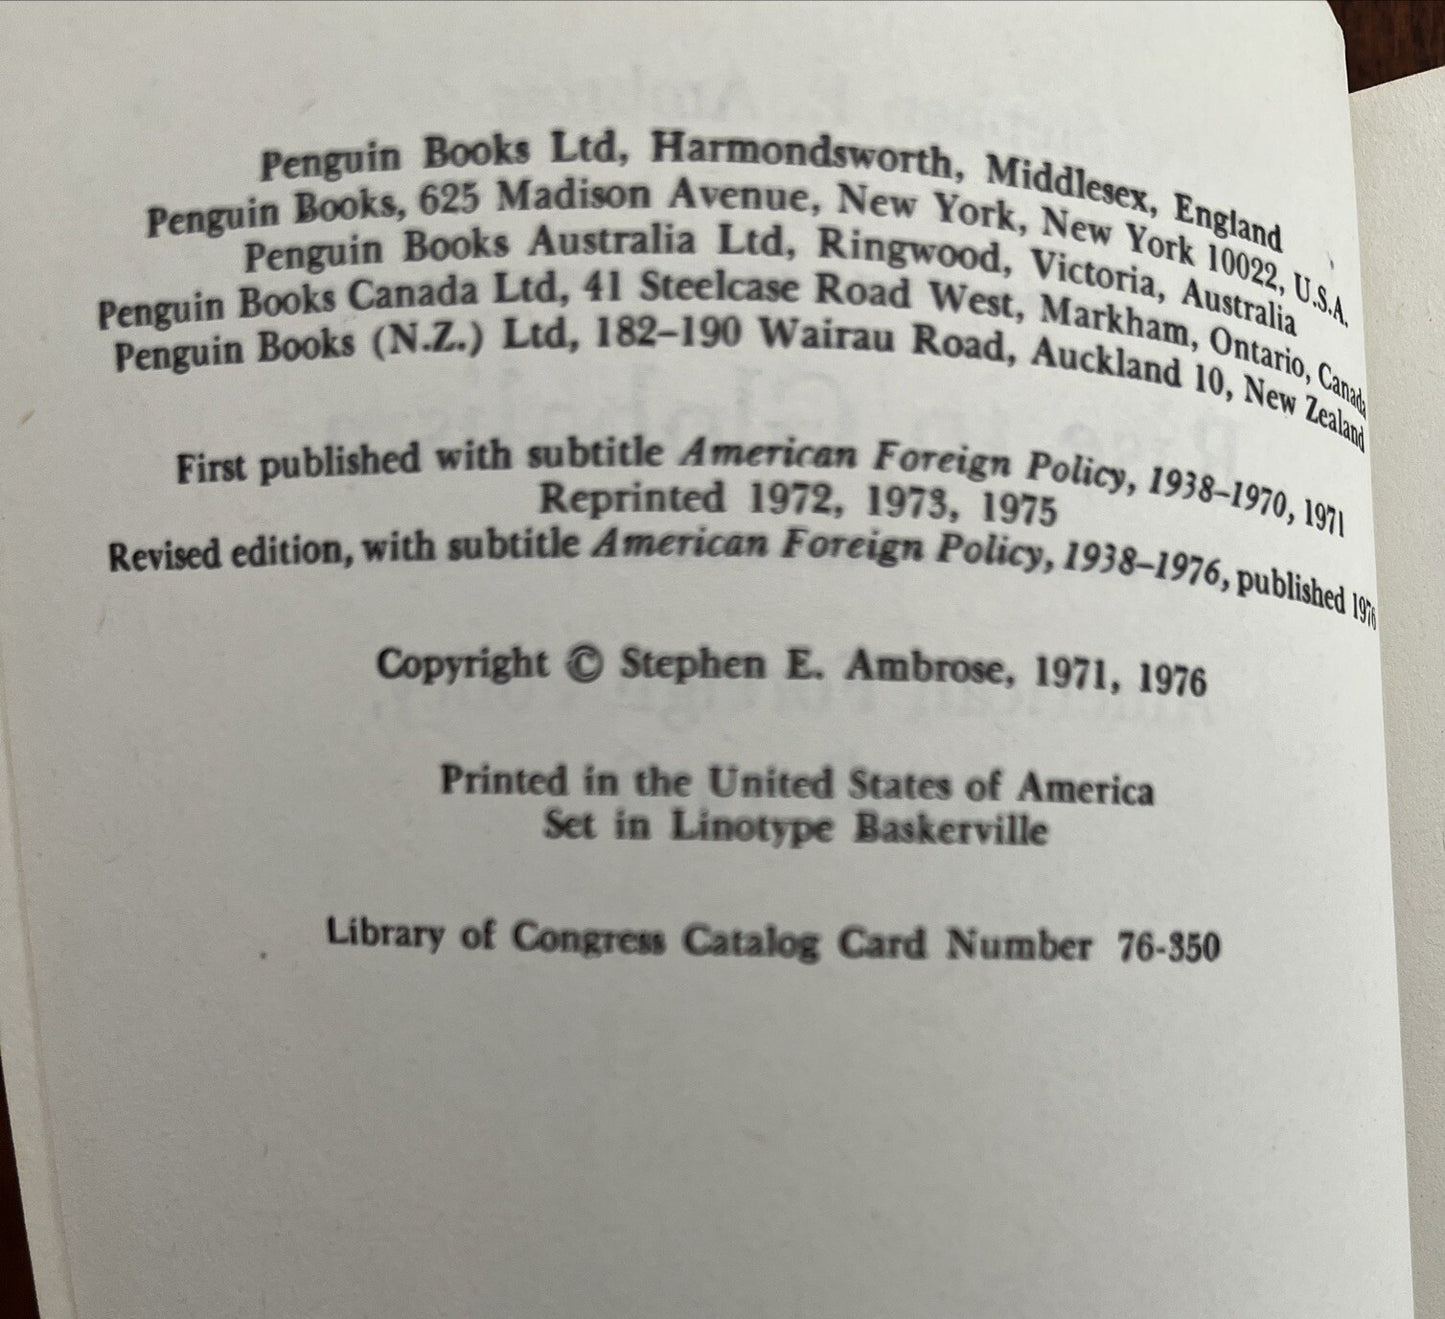 Penguin Books Ltd, Harmondsworth, Middlesex, England
Penguin Books, 625 Madison Avenue, New York, New York 10022, U.S.A.
Penguin Books Australia Ltd, Ringwood, Victoria, Australia
Penguin Books Canada Ltd, 41 Steelcase Road West, Markham, Ontario, Canada
Penguin Books (N.Z.) Ltd, 182–190 Wairau Road, Auckland 10, New Zealand
First published with subtitle American Foreign Policy, 1938–1970, 1971
Reprinted 1972, 1973, 1975
Revised edition, with subtitle American Foreign Policy, 1938–1976, published 1976
Copyright © Stephen E. Ambrose, 1971, 1976
Printed in the United States of America
Set in Linotype Baskerville
Library of Congress Catalog Card Number 76-350